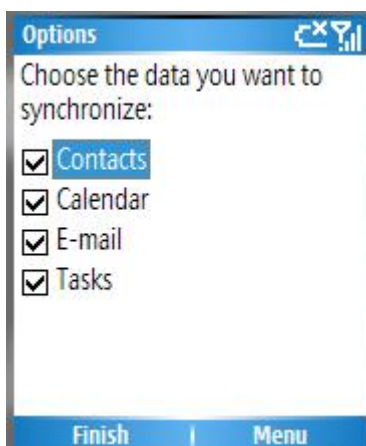 Options
Choose the data you want to
synchronize:
Contacts
Calendar
E-mail
Tasks
Finish
Menu